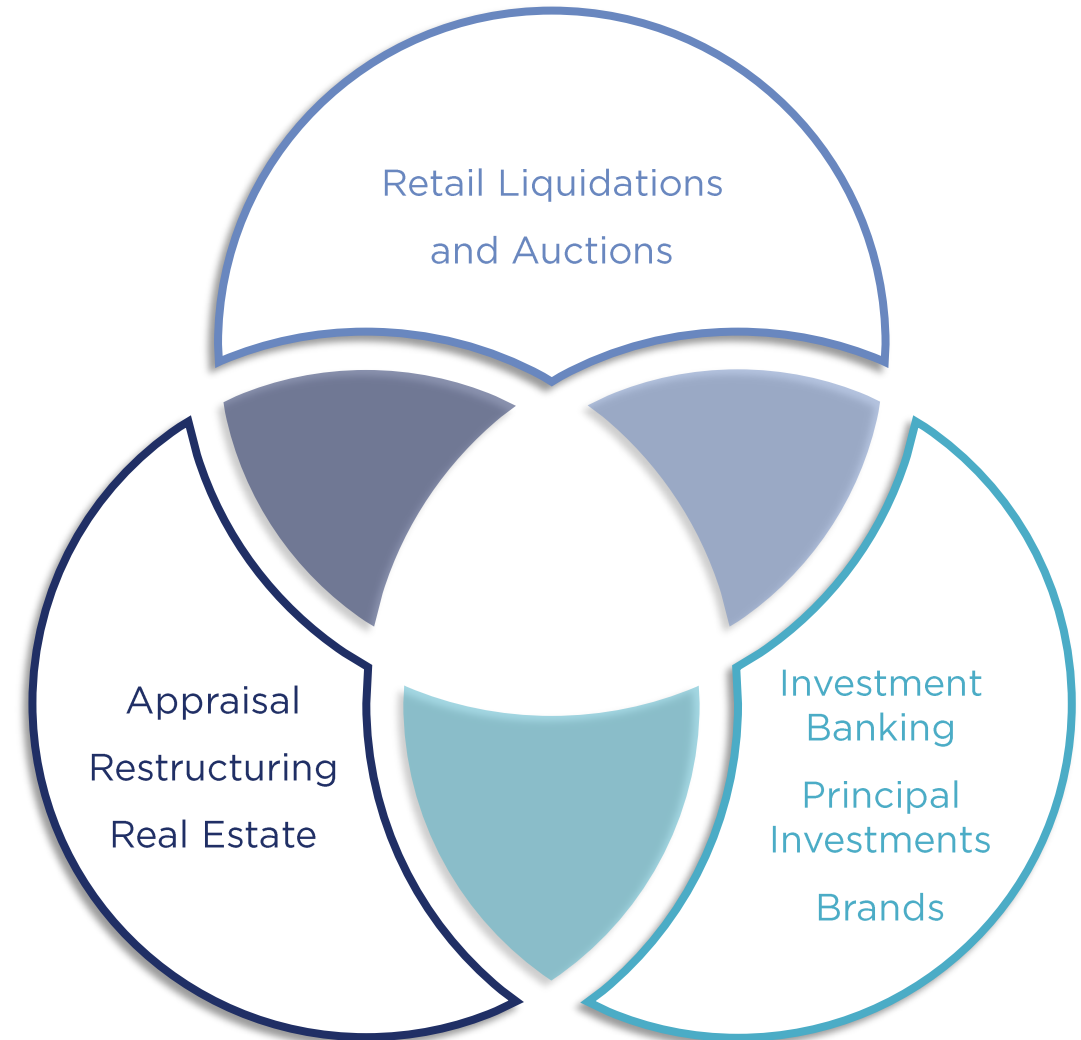 Retail Liquidations
and Auctions
Appraisal
Restructuring
Real Estate
Investment
Banking
Principal
Investments
Brands